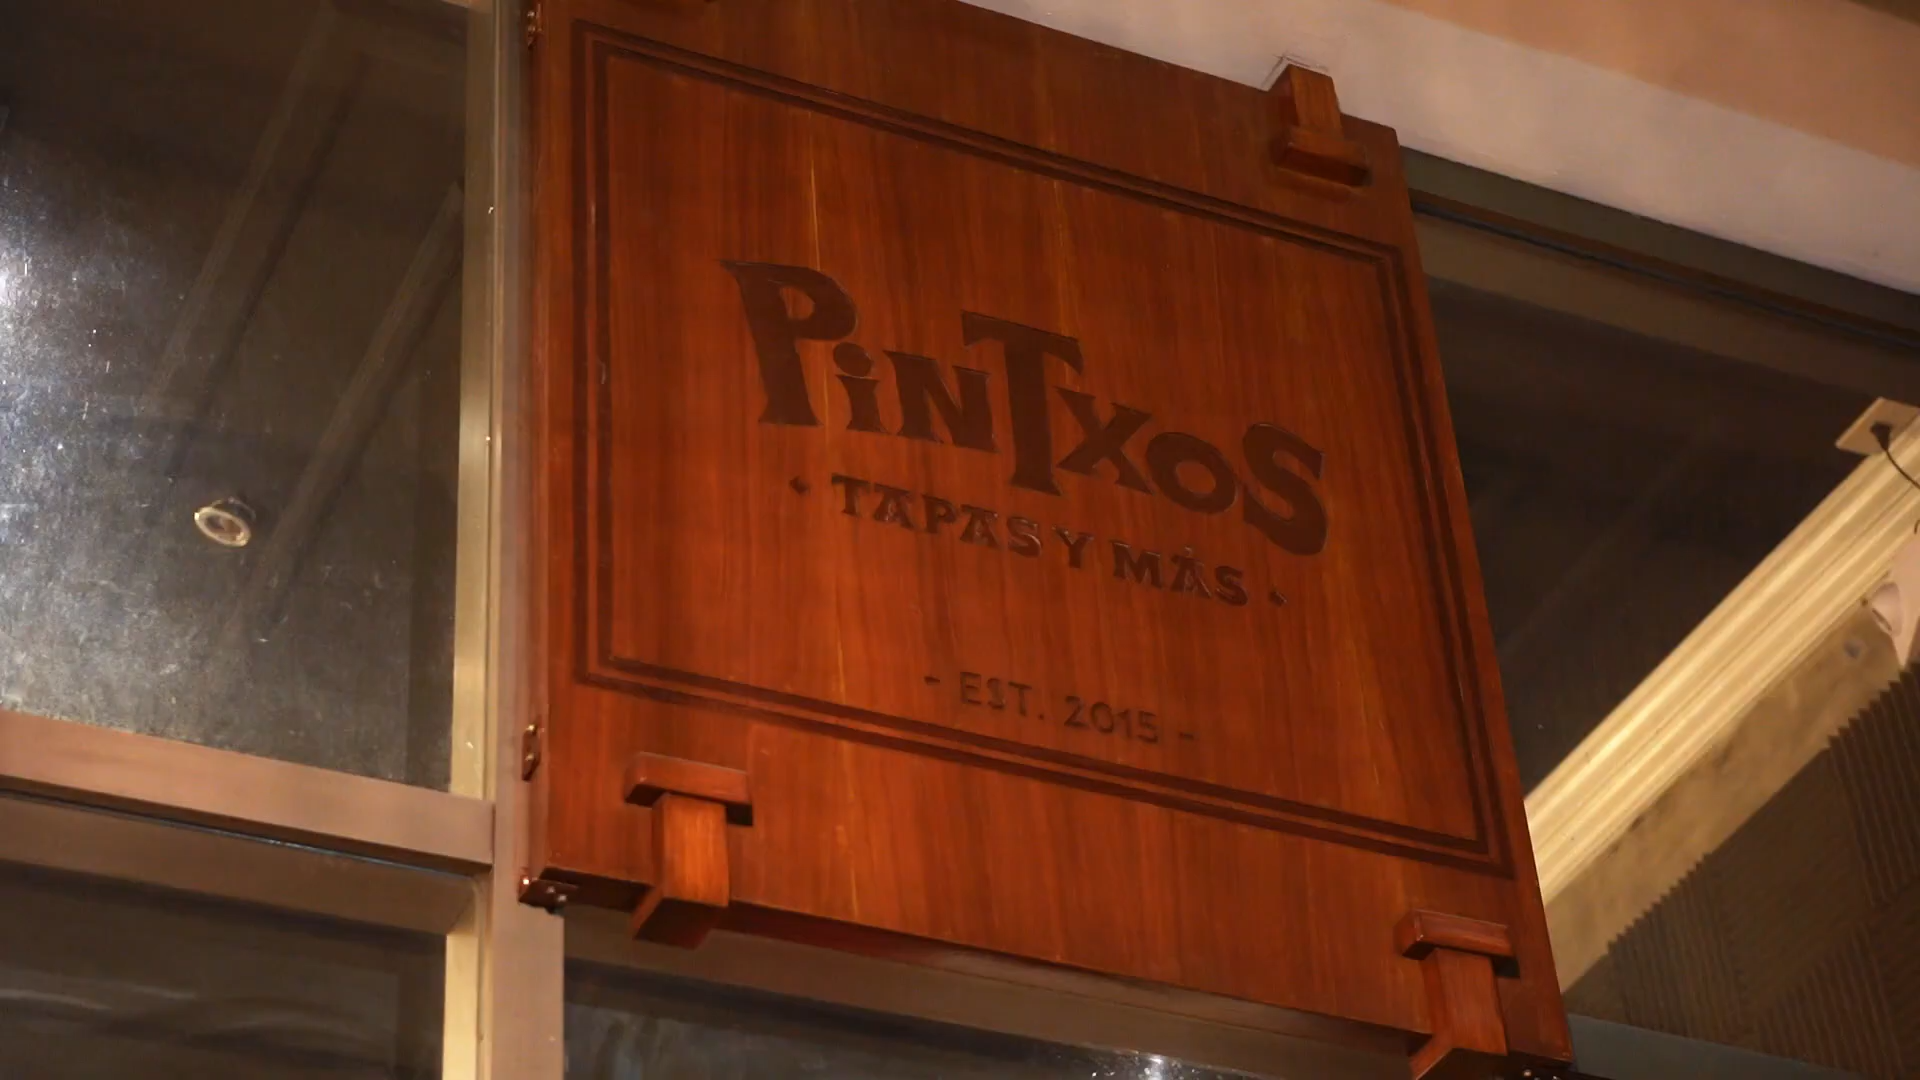 PiNTxoS
• TAPAS Y MÁS •
- EST. 2015 -